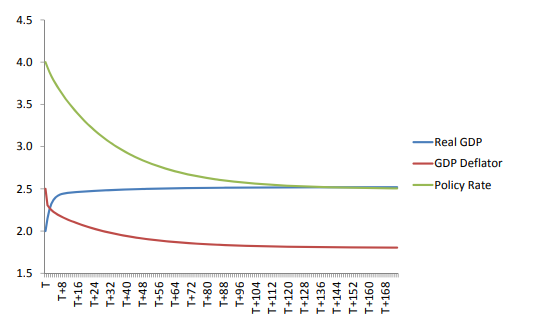 4.5
4.0
3.5
3.0
2.5
2.0
1.5
Real GDP
GDP Deflator
Policy Rate
T
T+8
T+16
T+24
T+32
T+40
T+48
T+56
T+64
T+72
T+80
T+88
T+96
T+104
T+112
T+120
T+128
T+136
T+144
T+152
T+160
T+168